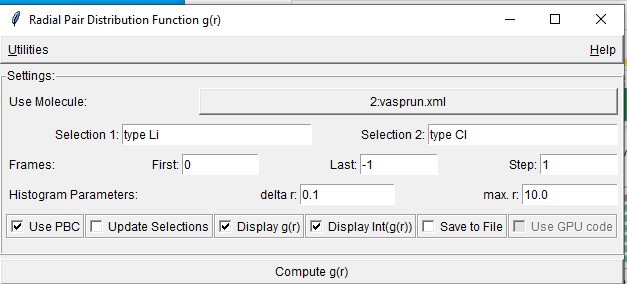 Radial Pair Distribution Function g(r)
Utilities Help
Settings:
Use Molecule: 2:vasprun.xml
Selection 1: type Li Selection 2: type Cl
Frames: First: 0 Last: -1 Step: 1
Histogram Parameters: delta r: 0.1 max. r: 10.0
Use PBC Update Selections Display g(r) Display Int(g(r)) Save to File Use GPU code
Compute g(r)